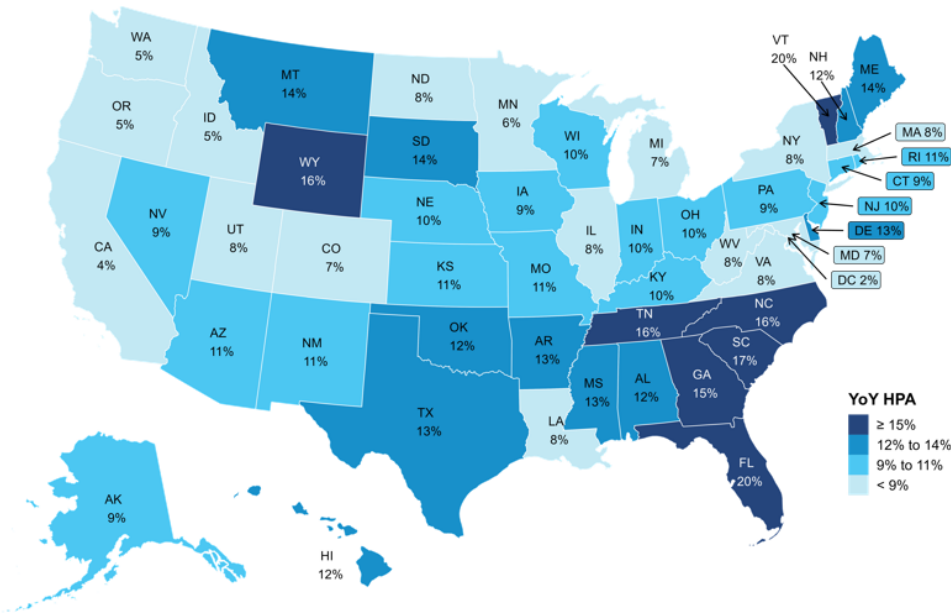 WA
5%
OR
5%
ID
5%
MT
14%
ND
8%
MN
6%
WI
10%
MI
7%
VT
20%
NH
12%
ME
14%
NY
8%
MA 8%
RI 11%
CT 9%
NJ 10%
DE 13%
MD 7%
DC 2%
WY
16%
SD
14%
NE
10%
IA
9%
IL
8%
IN
10%
OH
10%
PA
9%
NV
9%
UT
8%
CO
7%
KS
11%
MO
11%
KY
10%
WV
8%
VA
8%
CA
4%
AZ
11%
NM
11%
OK
12%
AR
13%
TN
16%
NC
16%
SC
17%
TX
13%
LA
8%
MS
13%
AL
12%
GA
15%
FL
20%
AK
9%
HI
12%
YoY HPA
≥ 15%
12% to 14%
9% to 11%
< 9%